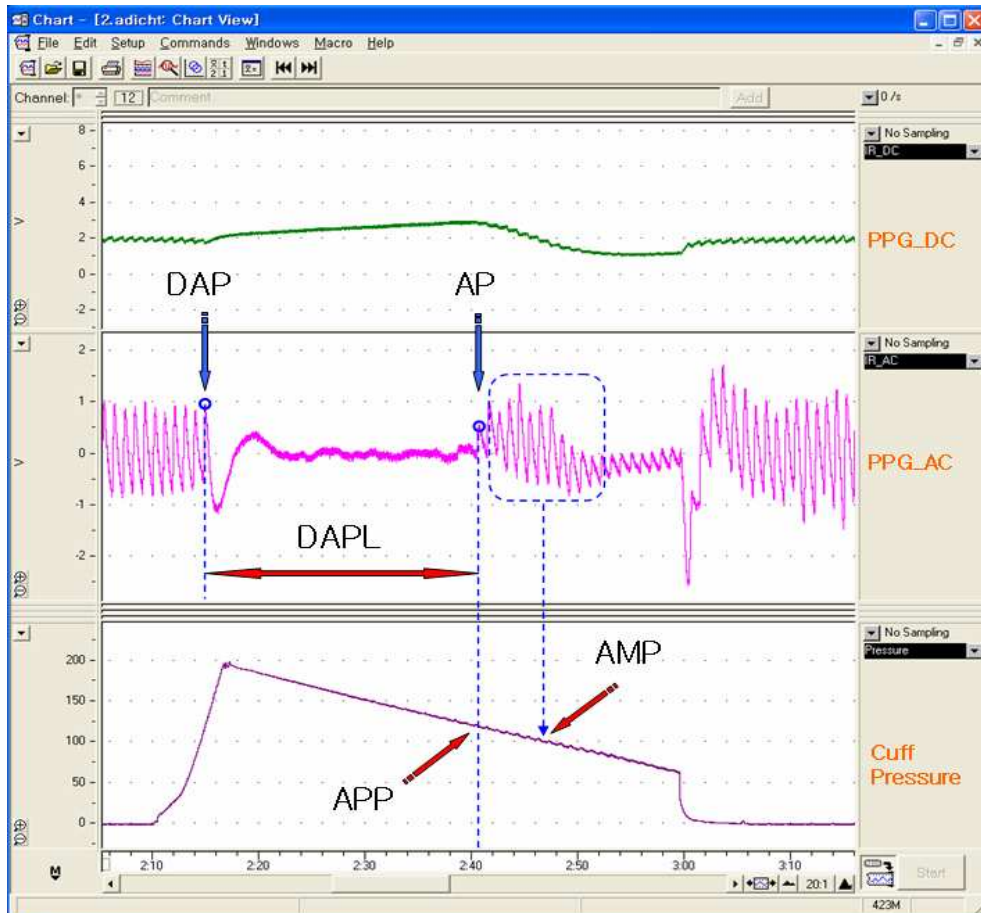 Chart - [2.adicht: Chart View]
File Edit Setup Commands Windows Macro Help
Channel: * 12 Comment Add 0 /s
8
6
4
2
0
-2
V
No Sampling
IR_DC
PPG_DC
DAP
AP
2
1
0
-1
-2
V
No Sampling
IR_AC
PPG_AC
DAPL
200
150
100
50
0
No Sampling
Pressure
Cuff
Pressure
AMP
APP
M
2:10 2:20 2:30 2:40 2:50 3:00 3:10
20:1
Start
423M